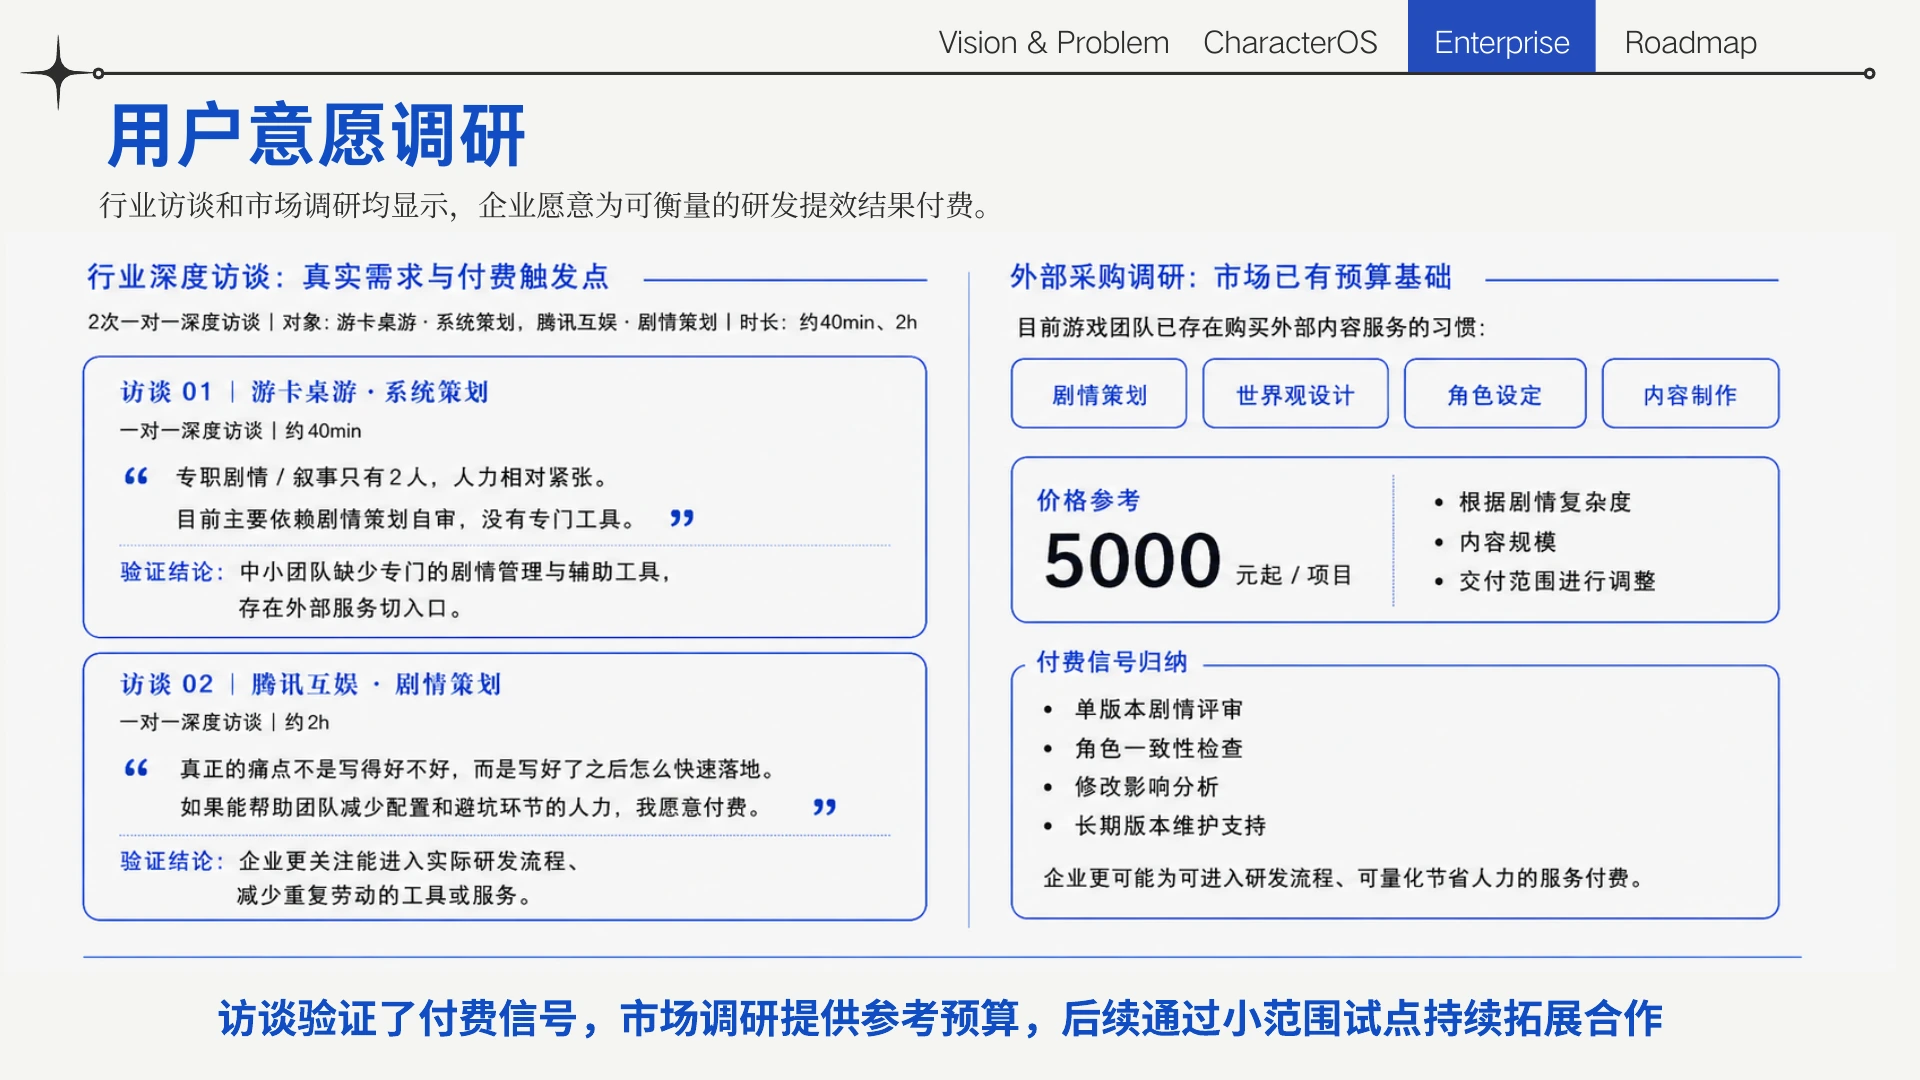 Vision & Problem CharacterOS Enterprise Roadmap
用户意愿调研
行业访谈和市场调研均显示，企业愿意为可衡量的研发提效结果付费。
行业深度访谈：真实需求与付费触发点
2次一对一深度访谈 | 对象: 游卡桌游 · 系统策划，腾讯互娱 · 剧情策划 | 时长：约40min、2h
访谈 01 | 游卡桌游 · 系统策划
一对一深度访谈 | 约 40min
“ 专职剧情 / 叙事只有 2 人，人力相对紧张。
目前主要依赖剧情策划自审，没有专门工具。 ”
验证结论：中小团队缺少专门的剧情管理与辅助工具，
存在外部服务切入口。
访谈 02 | 腾讯互娱 · 剧情策划
一对一深度访谈 | 约 2h
“ 真正的痛点不是写得好不好，而是写好了之后怎么快速落地。
如果能帮助团队减少配置和避坑环节的人力，我愿意付费。 ”
验证结论：企业更关注能进入实际研发流程、
减少重复劳动的工具或服务。
外部采购调研：市场已有预算基础
目前游戏团队已存在购买外部内容服务的习惯：
剧情策划 世界观设计 角色设定 内容制作
价格参考
5000 元起 / 项目
• 根据剧情复杂度
• 内容规模
• 交付范围进行调整
付费信号归纳
• 单版本剧情评审
• 角色一致性检查
• 修改影响分析
• 长期版本维护支持
企业更可能为可进入研发流程、可量化节省人力的服务付费。
访谈验证了付费信号，市场调研提供参考预算，后续通过小范围试点持续拓展合作